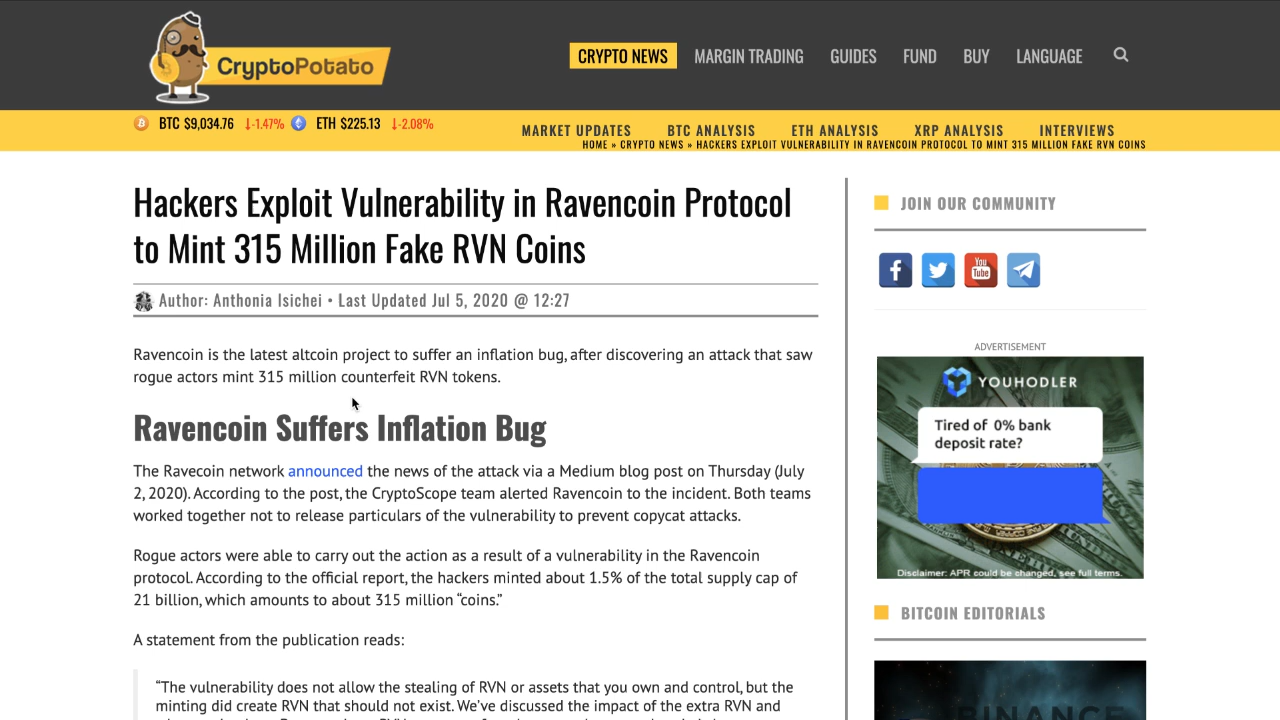 CryptoPotato
CRYPTO NEWS MARGIN TRADING GUIDES FUND BUY LANGUAGE
BTC $9,034.76 ↓-1.47% ETH $225.13 ↓-2.08%
MARKET UPDATES BTC ANALYSIS ETH ANALYSIS XRP ANALYSIS INTERVIEWS
HOME » CRYPTO NEWS » HACKERS EXPLOIT VULNERABILITY IN RAVENCOIN PROTOCOL TO MINT 315 MILLION FAKE RVN COINS
Hackers Exploit Vulnerability in Ravencoin Protocol
to Mint 315 Million Fake RVN Coins
Author: Anthonia Isichei • Last Updated Jul 5, 2020 @ 12:27
Ravencoin is the latest altcoin project to suffer an inflation bug, after discovering an attack that saw
rogue actors mint 315 million counterfeit RVN tokens.
Ravencoin Suffers Inflation Bug
The Ravecoin network announced the news of the attack via a Medium blog post on Thursday (July
2, 2020). According to the post, the CryptoScope team alerted Ravencoin to the incident. Both teams
worked together not to release particulars of the vulnerability to prevent copycat attacks.
Rogue actors were able to carry out the action as a result of a vulnerability in the Ravencoin
protocol. According to the official report, the hackers minted about 1.5% of the total supply cap of
21 billion, which amounts to about 315 million “coins.”
A statement from the publication reads:
“The vulnerability does not allow the stealing of RVN or assets that you own and control, but the
minting did create RVN that should not exist. We've discussed the impact of the extra RVN and
JOIN OUR COMMUNITY
You
Tube
ADVERTISEMENT
YOUHODLER
Tired of 0% bank
deposit rate?
Disclaimer: APR could be changed, see full terms.
BITCOIN EDITORIALS
BINANCE